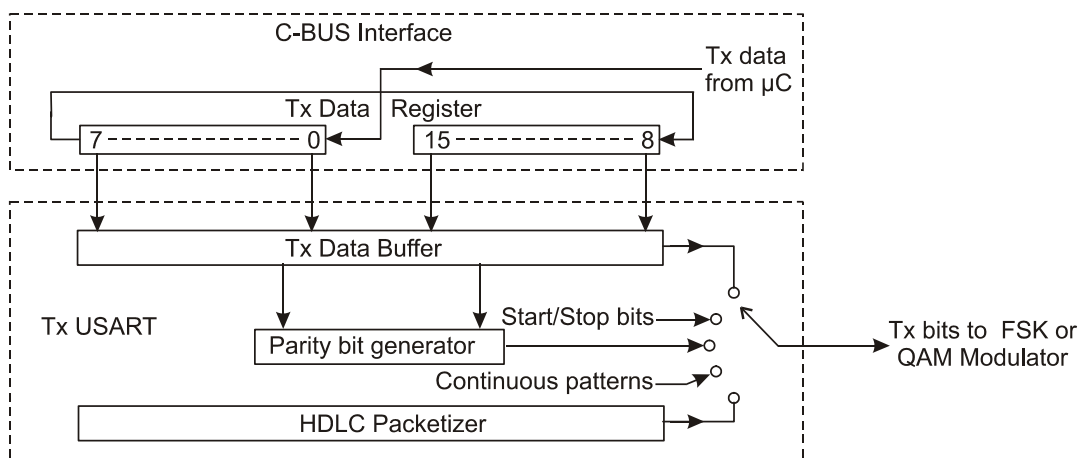 C-BUS Interface
Tx data
from µC
Tx Data Register
7 0 15 8
Tx Data Buffer
Tx USART
Start/Stop bits
Parity bit generator
Tx bits to FSK or
QAM Modulator
Continuous patterns
HDLC Packetizer